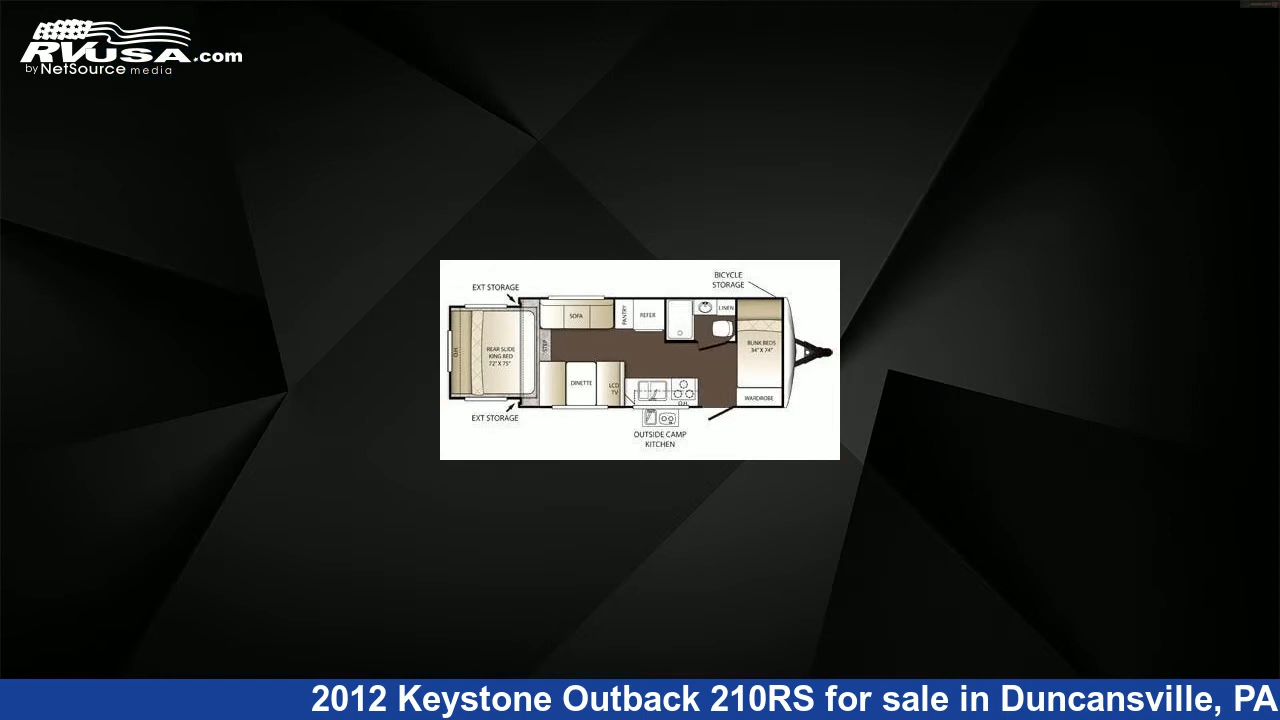 RVUSA.com
by NetSource media
BICYCLE
STORAGE
EXT STORAGE
SOFA
PANTRY
REFER
LINEN
O.H.
REAR SLIDE
KING BED
72" X 75"
STEP
BUNK BEDS
34" X 74"
DINETTE
LCD
TV
O.H.
WARDROBE
EXT STORAGE
OUTSIDE CAMP
KITCHEN
2012 Keystone Outback 210RS for sale in Duncansville, PA